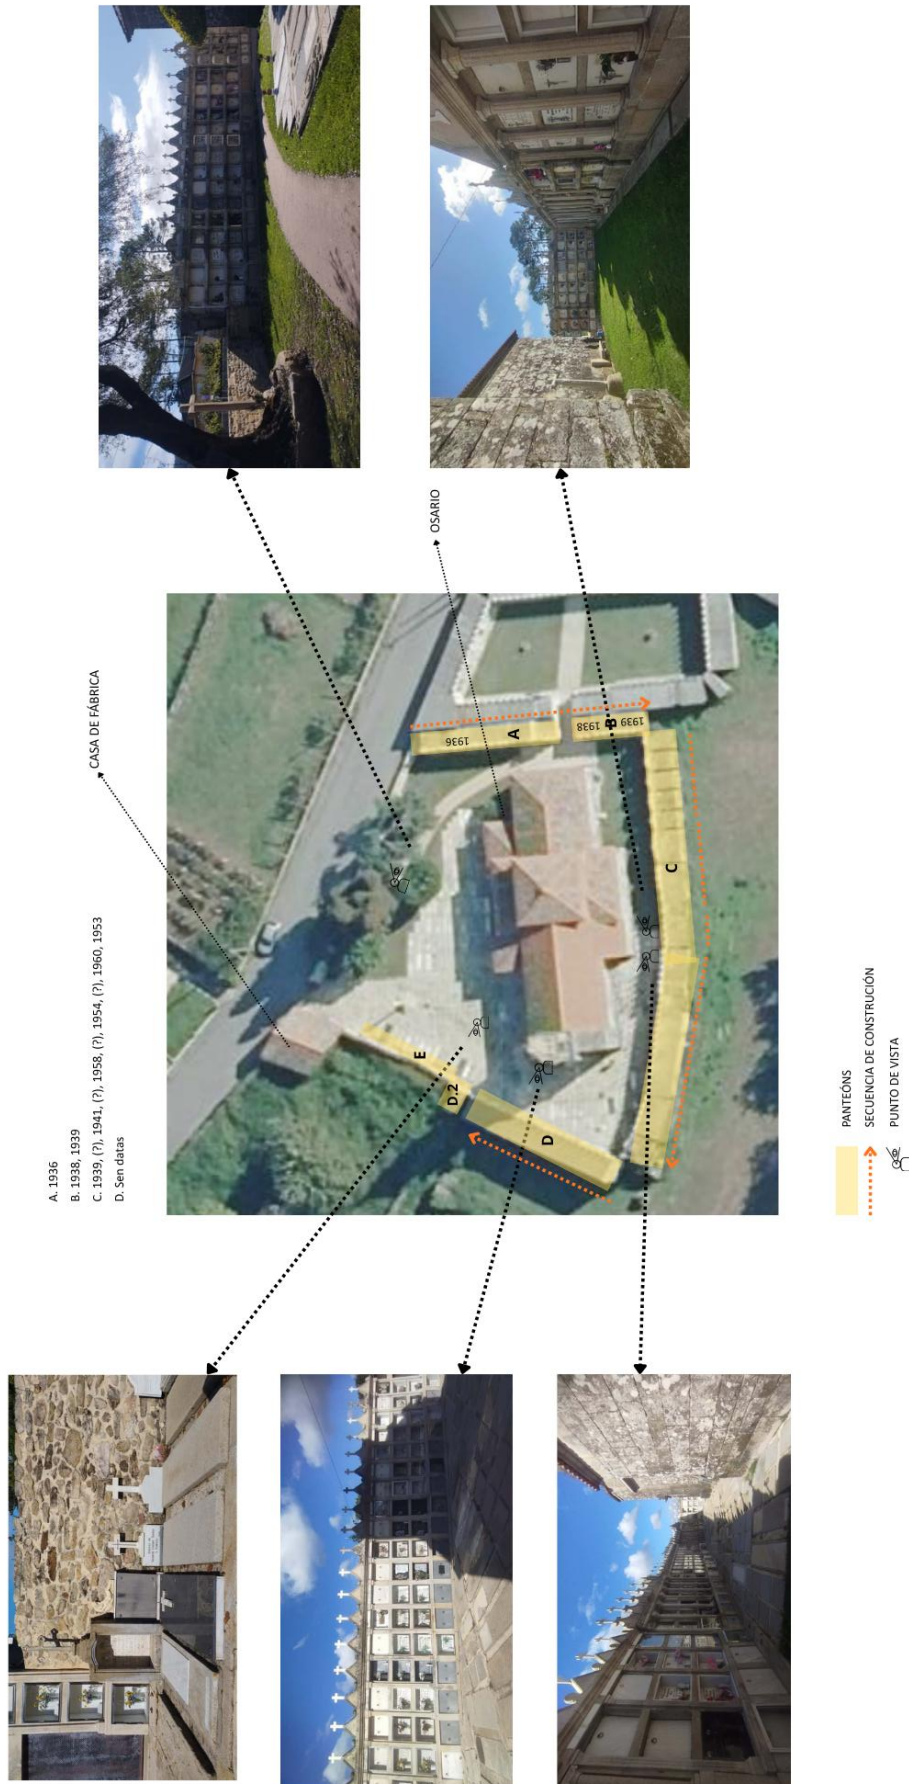 A. 1936
B. 1938, 1939
C. 1939, (?), 1941, (?), 1958, (?), 1954, (?), 1960, 1953
D. Sen datas
CASA DE FÁBRICA
OSARIO
E
D.2
D
1936
A
1938
B
1939
C
PANTEÓNS
SECUENCIA DE CONSTRUCIÓN
PUNTO DE VISTA